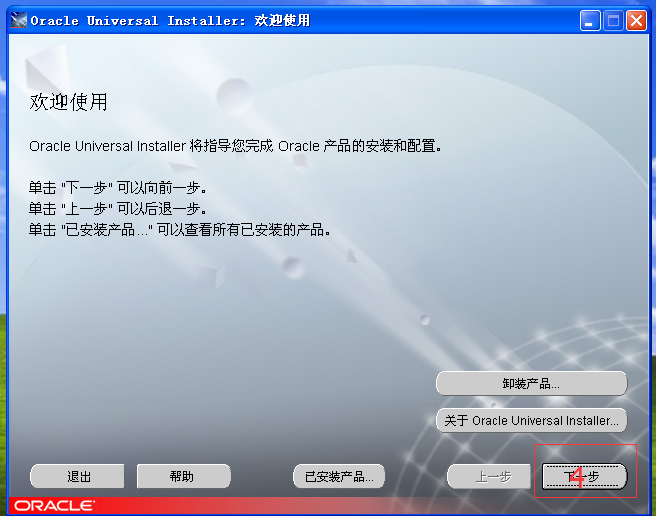 Oracle Universal Installer: 欢迎使用
欢迎使用
Oracle Universal Installer 将指导您完成 Oracle 产品的安装和配置。
单击 "下一步" 可以向前一步。
单击 "上一步" 可以后退一步。
单击 "已安装产品..." 可以查看所有已安装的产品。
卸装产品...
关于 Oracle Universal Installer...
退出
帮助
已安装产品...
上一步
下一步
4
ORACLE